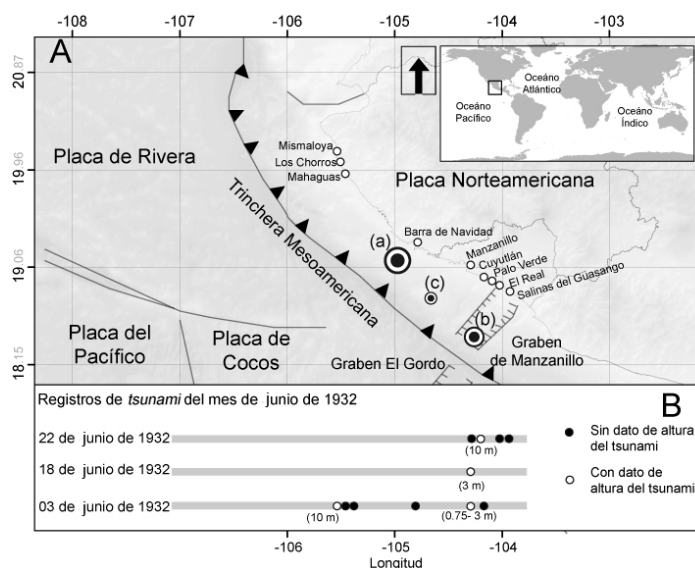 -108 -107 -106 -105 -104 -103
A
20.87
19.96
19.06
18.15
Oceáno
Atlántico
Oceáno
Pacífico
Oceáno
Índico
Placa de Rivera
Mismaloya
Los Chorros
Mahaguas
Placa Norteamericana
Trinchera Mesoamericana
Barra de Navidad
(a)
Manzanillo
Cuyutlán
Palo Verde
El Real
Salinas del Guasango
(c)
(b)
Placa del
Pacífico
Placa de
Cocos
Graben El Gordo
Graben
de Manzanillo
Registros de tsunami del mes de junio de 1932
B
22 de junio de 1932
(10 m)
18 de junio de 1932
(3 m)
03 de junio de 1932
(10 m)
(0.75- 3 m)
Sin dato de altura
del tsunami
Con dato de
altura del tsunami
-106 -105 -104
Longitud